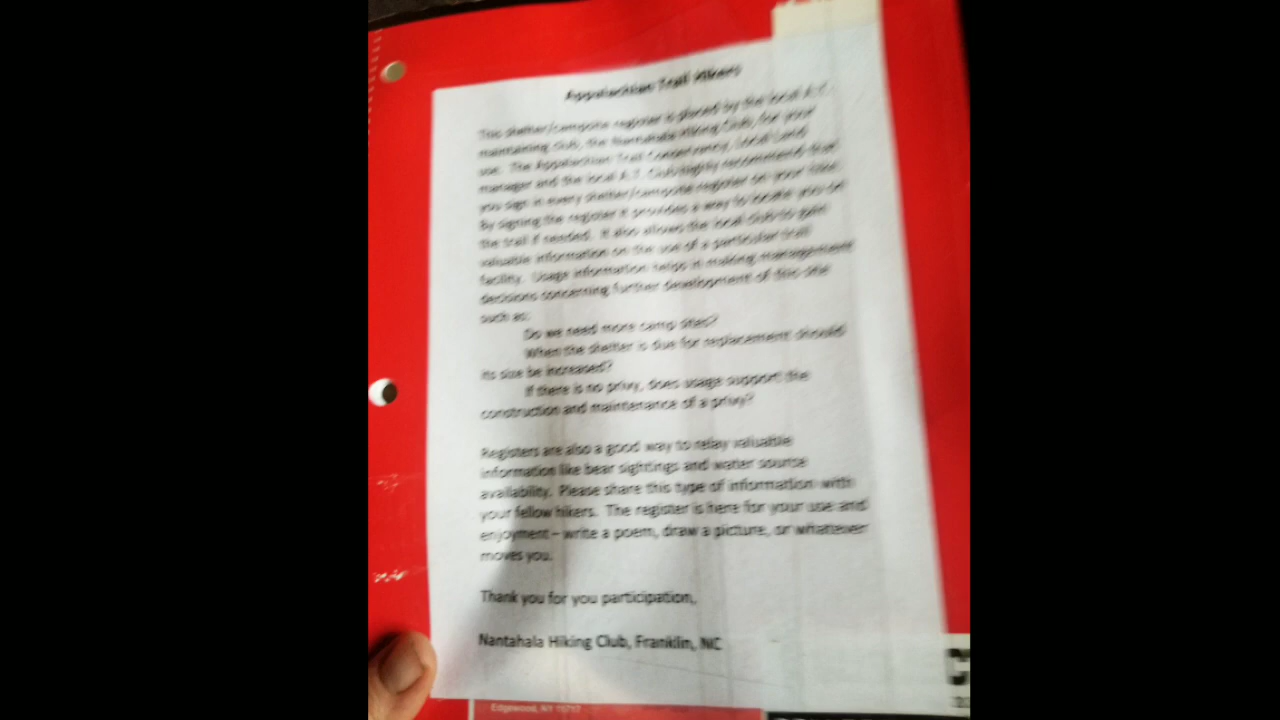 Appalachian Trail Hikers
This shelter/campsite register is placed by the local A.T.
maintaining club, the Nantahala Hiking Club, for your
use. The Appalachian Trail Conservancy, Local Land
manager and the local A.T. Club highly recommend that
you sign in every shelter/campsite register on your hike.
By signing the register it provides a way to locate you on
the trail if needed. It also allows the local club to gain
valuable information on the use of a particular trail
facility. Usage information helps in making management
decisions concerning further development of this site
such as:
Do we need more camp sites?
When the shelter is due for replacement should
its size be increased?
If there is no privy, does usage support the
construction and maintenance of a privy?
Registers are also a good way to relay valuable
information like bear sightings and water source
availability. Please share this type of information with
your fellow hikers. The register is here for your use and
enjoyment – write a poem, draw a picture, or whatever
moves you.
Thank you for you participation,
Nantahala Hiking Club, Franklin, NC
Edgewood, NY 11717